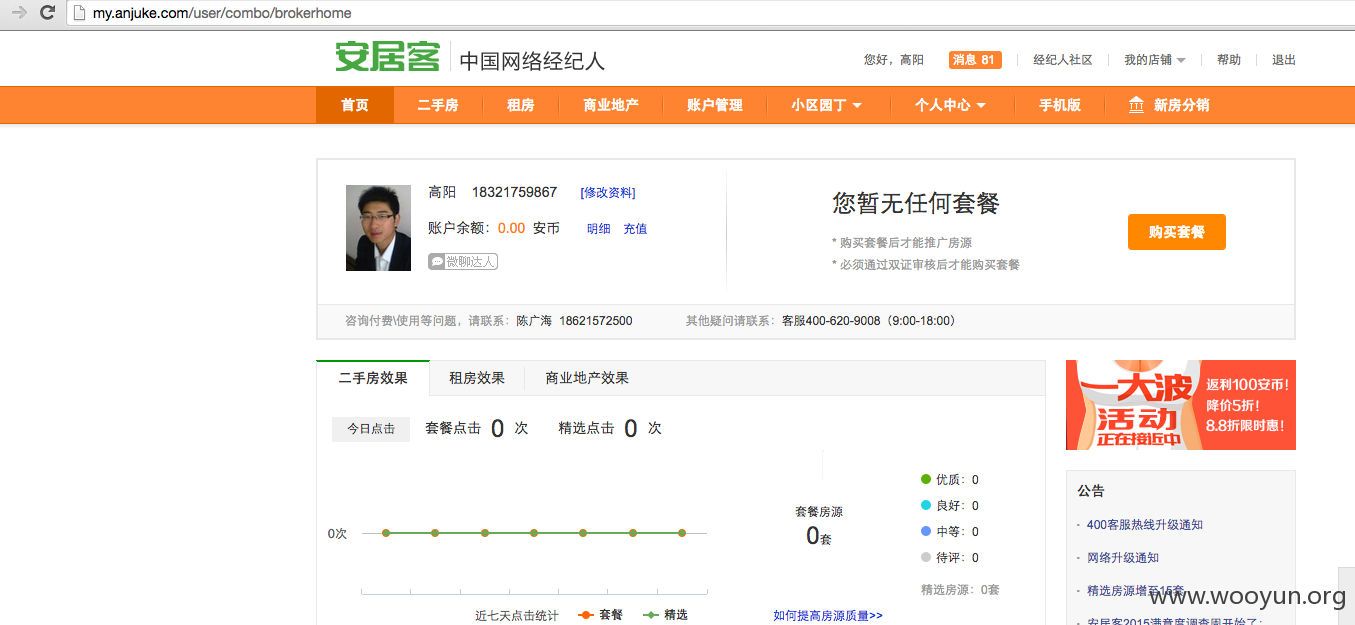 my.anjuke.com/user/combo/brokerhome
安居客 中国网络经纪人 您好，高阳 消息 81 经纪人社区 我的店铺 帮助 退出
首页 二手房 租房 商业地产 账户管理 小区园丁 个人中心 手机版 新房分销
高阳 18321759867 [修改资料]
账户余额：0.00 安币 明细 充值
微聊达人
您暂无任何套餐
* 购买套餐后才能推广房源
* 必须通过双证审核后才能购买套餐
购买套餐
咨询付费\使用等问题，请联系：陈广海 18621572500 其他疑问请联系：客服400-620-9008（9:00-18:00）
二手房效果 租房效果 商业地产效果
今日点击 套餐点击 0 次 精选点击 0 次
0次
近七天点击统计 套餐 精选
套餐房源
0套
优质：0
良好：0
中等：0
待评：0
精选房源：0套
如何提高房源质量>>
一大波
活动
正在接近中
返利100安币!
降价5折!
8.8折限时惠!
公告
· 400客服热线升级通知
· 网络升级通知
· 精选房源增至15套
· 安居客2015满意度调查周开始了：
www.wooyun.org